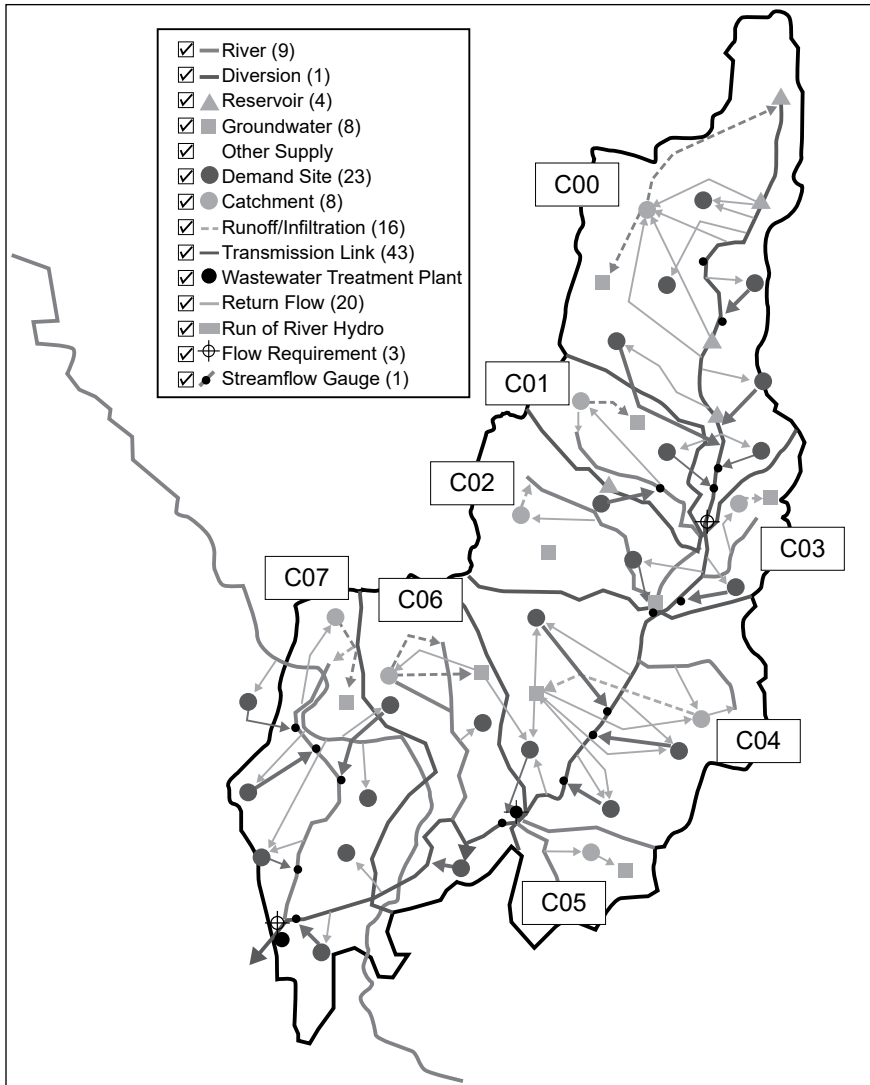 River (9)
Diversion (1)
Reservoir (4)
Groundwater (8)
Other Supply
Demand Site (23)
Catchment (8)
Runoff/Infiltration (16)
Transmission Link (43)
Wastewater Treatment Plant
Return Flow (20)
Run of River Hydro
Flow Requirement (3)
Streamflow Gauge (1)
C00
C01
C02
C03
C07
C06
C04
C05